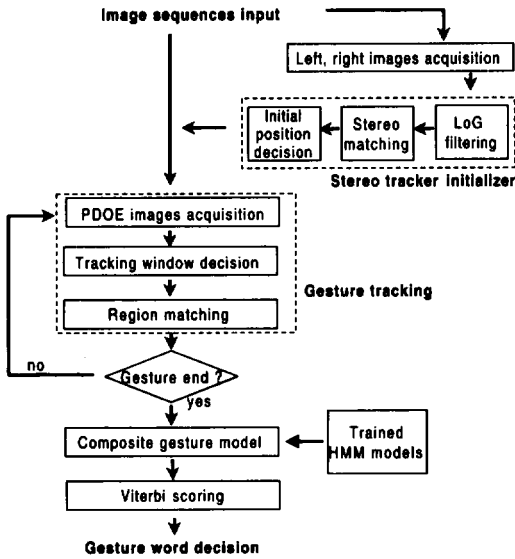 Image sequences input
Left, right images acquisition
Initial
position
decision
Stereo
matching
LoG
filtering
Stereo tracker initializer
PDOE images acquisition
Tracking window decision
Gesture tracking
Region matching
no
Gesture end ?
yes
Composite gesture model
Trained
HMM models
Viterbi scoring
Gesture word decision